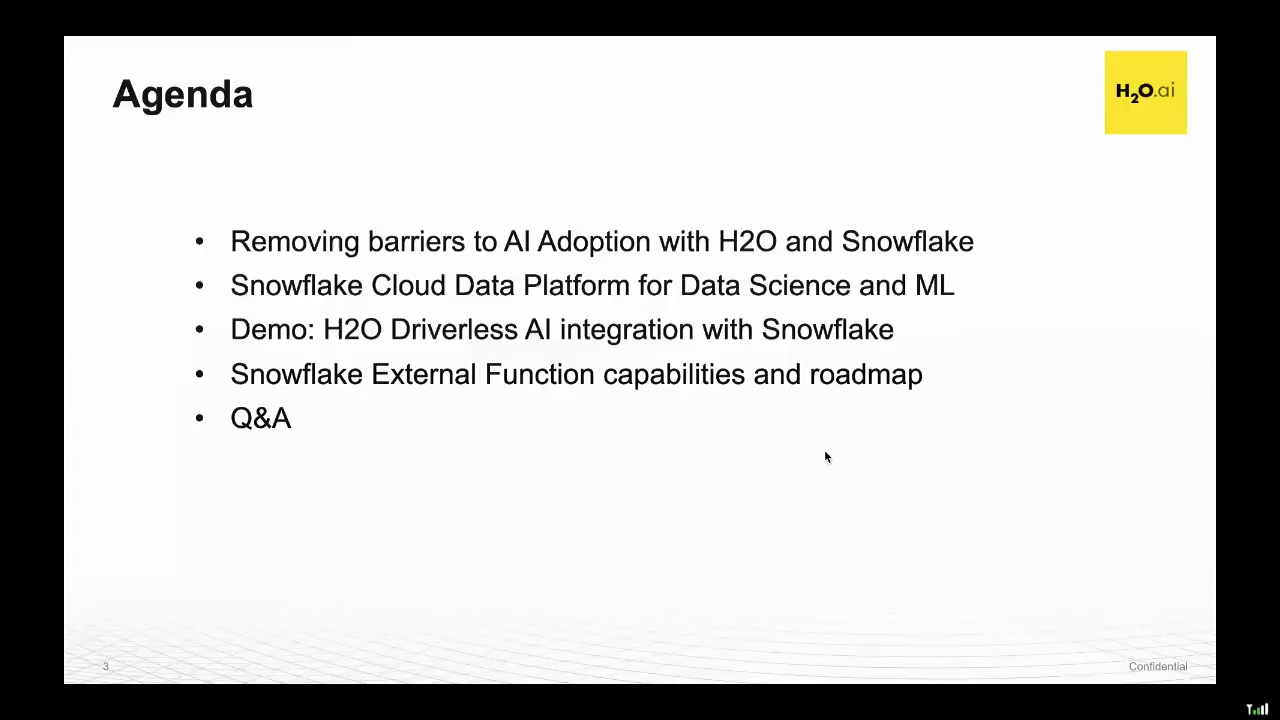 Agenda
H2O.ai
• Removing barriers to AI Adoption with H2O and Snowflake
• Snowflake Cloud Data Platform for Data Science and ML
• Demo: H2O Driverless AI integration with Snowflake
• Snowflake External Function capabilities and roadmap
• Q&A
3
Confidential